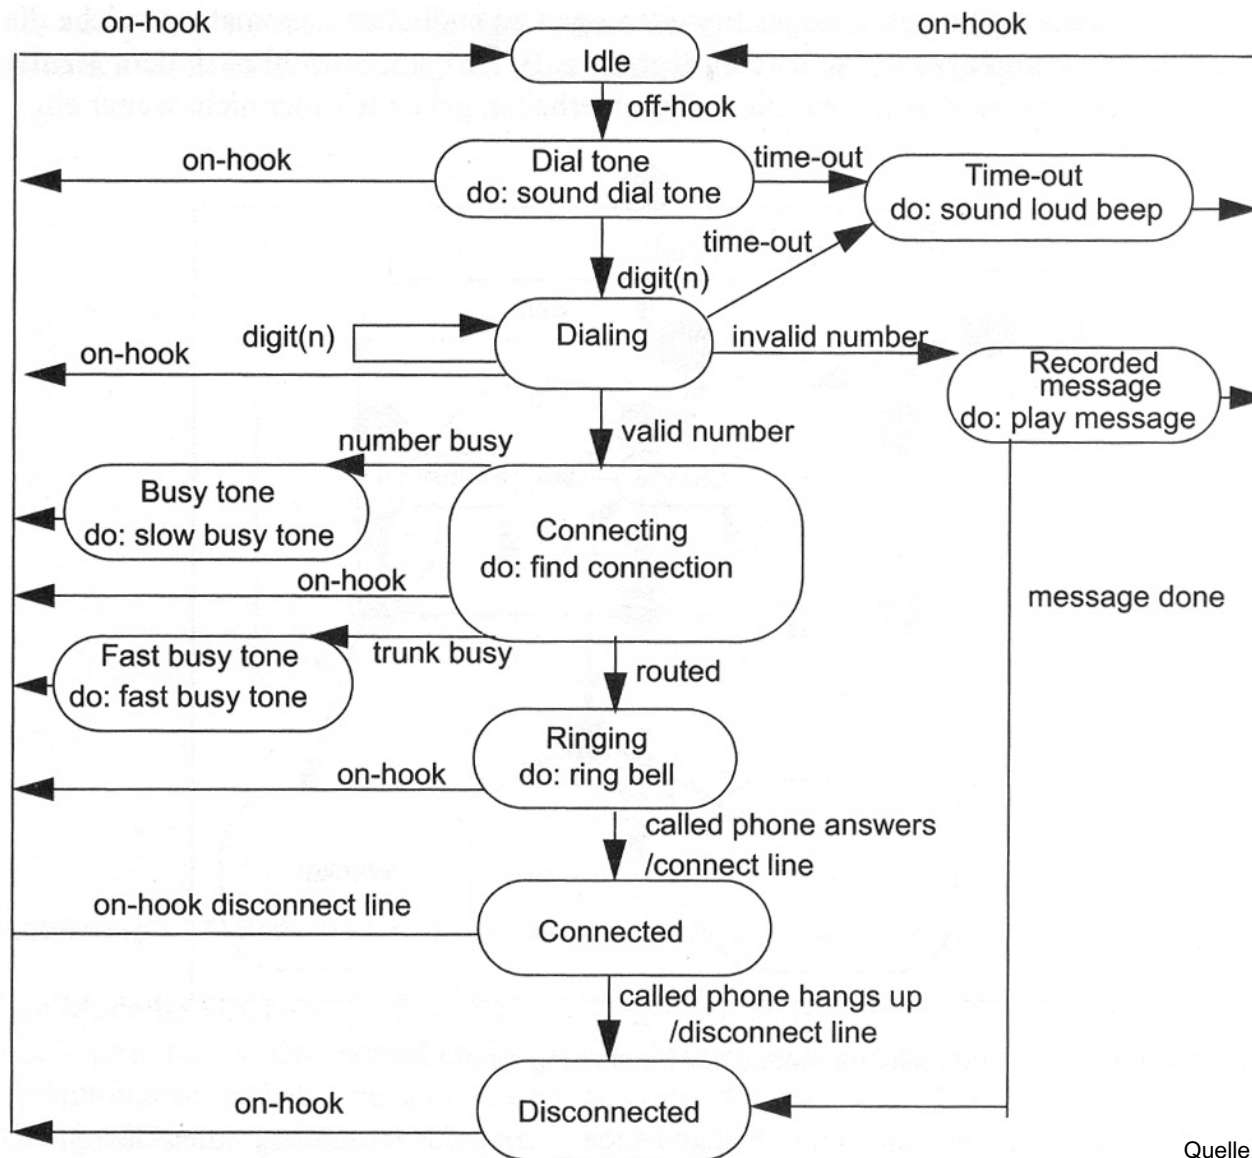 on-hook
on-hook
Idle
off-hook
on-hook
Dial tone
do: sound dial tone
time-out
Time-out
do: sound loud beep
time-out
digit(n)
digit(n)
Dialing
invalid number
on-hook
Recorded
message
do: play message
valid number
number busy
Busy tone
do: slow busy tone
Connecting
do: find connection
on-hook
message done
trunk busy
Fast busy tone
do: fast busy tone
routed
Ringing
do: ring bell
on-hook
called phone answers
/connect line
on-hook disconnect line
Connected
called phone hangs up
/disconnect line
on-hook
Disconnected
Quelle